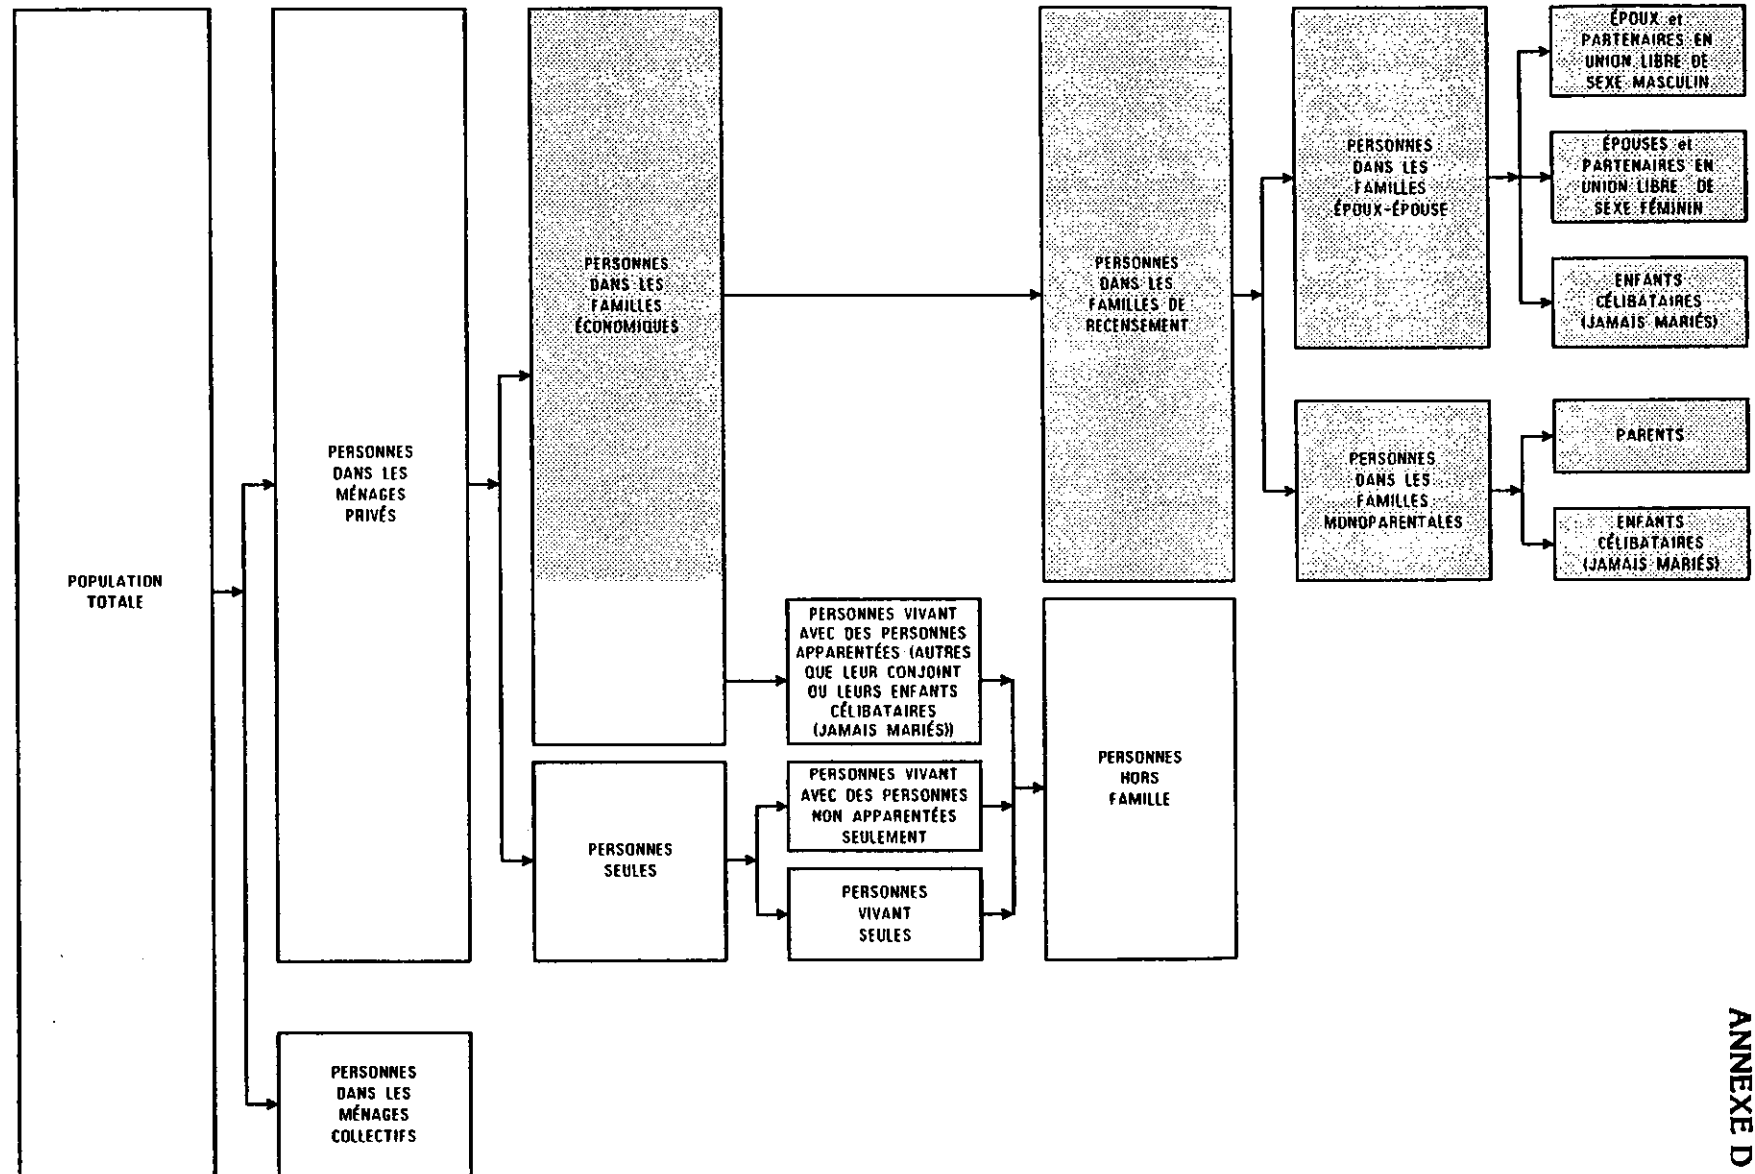 POPULATION
TOTALE
PERSONNES
DANS LES
MÉNAGES
PRIVÉS
PERSONNES
DANS LES
MÉNAGES
COLLECTIFS
PERSONNES
DANS LES
FAMILLES
ÉCONOMIQUES
PERSONNES
SEULES
PERSONNES VIVANT
AVEC DES PERSONNES
APPARENTÉES (AUTRES
QUE LEUR CONJOINT
OU LEURS ENFANTS
CÉLIBATAIRES
(JAMAIS MARIÉS))
PERSONNES VIVANT
AVEC DES PERSONNES
NON APPARENTÉES
SEULEMENT
PERSONNES
VIVANT
SEULES
PERSONNES
DANS LES
FAMILLES DE
RECENSEMENT
PERSONNES
HORS
FAMILLE
PERSONNES
DANS LES
FAMILLES
ÉPOUX-ÉPOUSE
PERSONNES
DANS LES
FAMILLES
MONOPARENTALES
ÉPOUX et
PARTENAIRES EN
UNION LIBRE DE
SEXE MASCULIN
ÉPOUSES et
PARTENAIRES EN
UNION LIBRE DE
SEXE FÉMININ
ENFANTS
CÉLIBATAIRES
(JAMAIS MARIÉS)
PARENTS
ENFANTS
CÉLIBATAIRES
(JAMAIS MARIÉS)
ANNEXE D